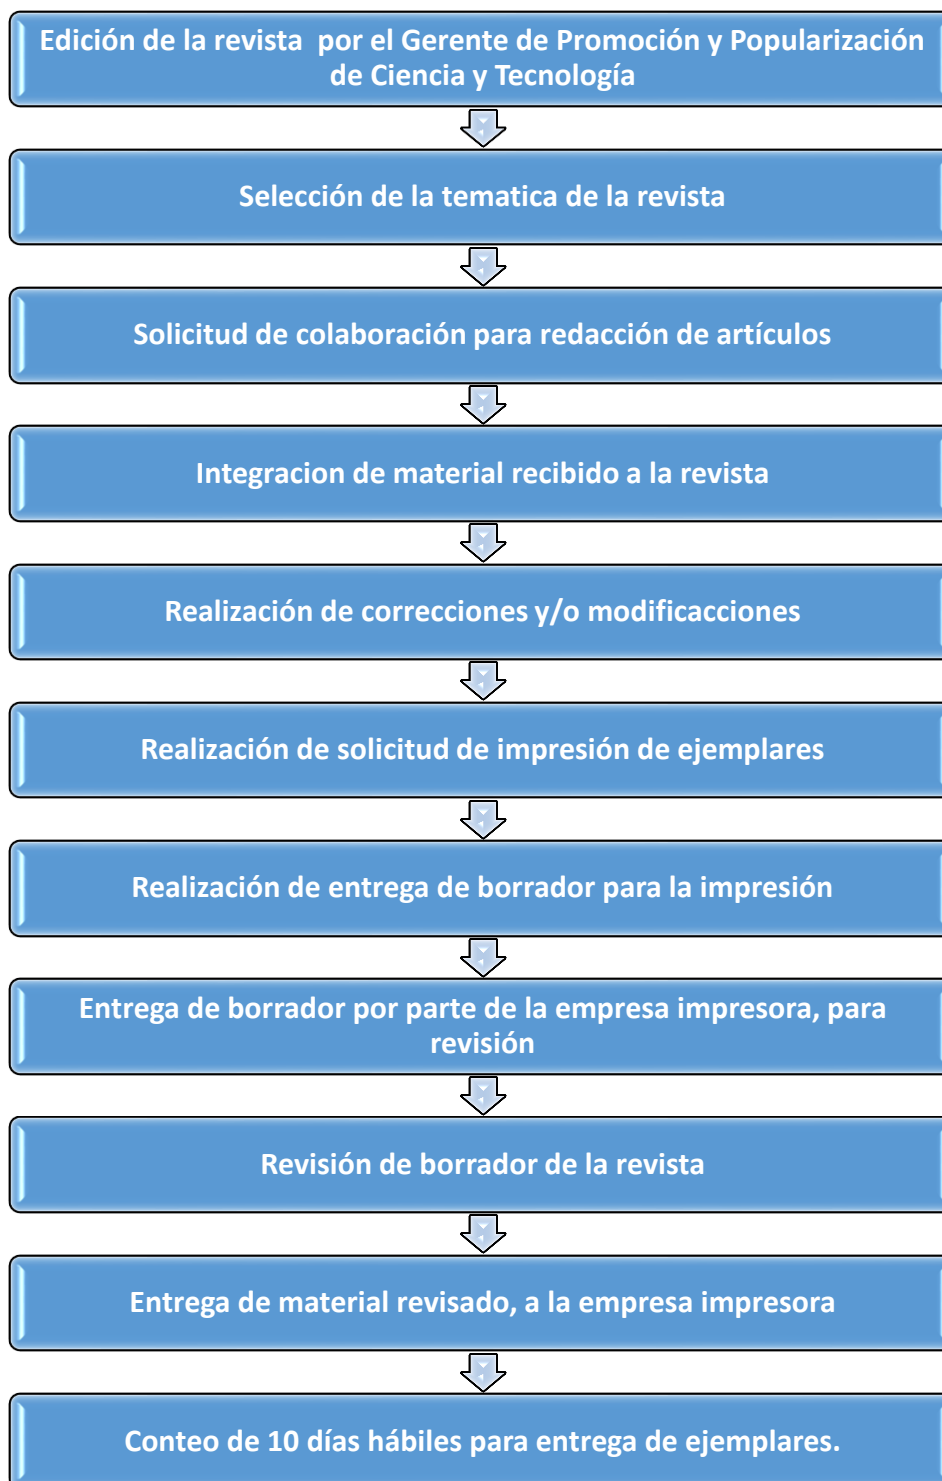 Edición de la revista  por el Gerente de Promoción y Popularización
de Ciencia y Tecnología
Selección de la tematica de la revista
Solicitud de colaboración para redacción de artículos
Integracion de material recibido a la revista
Realización de correcciones y/o modificacciones
Realización de solicitud de impresión de ejemplares
Realización de entrega de borrador para la impresión
Entrega de borrador por parte de la empresa impresora, para
revisión
Revisión de borrador de la revista
Entrega de material revisado, a la empresa impresora
Conteo de 10 días hábiles para entrega de ejemplares.